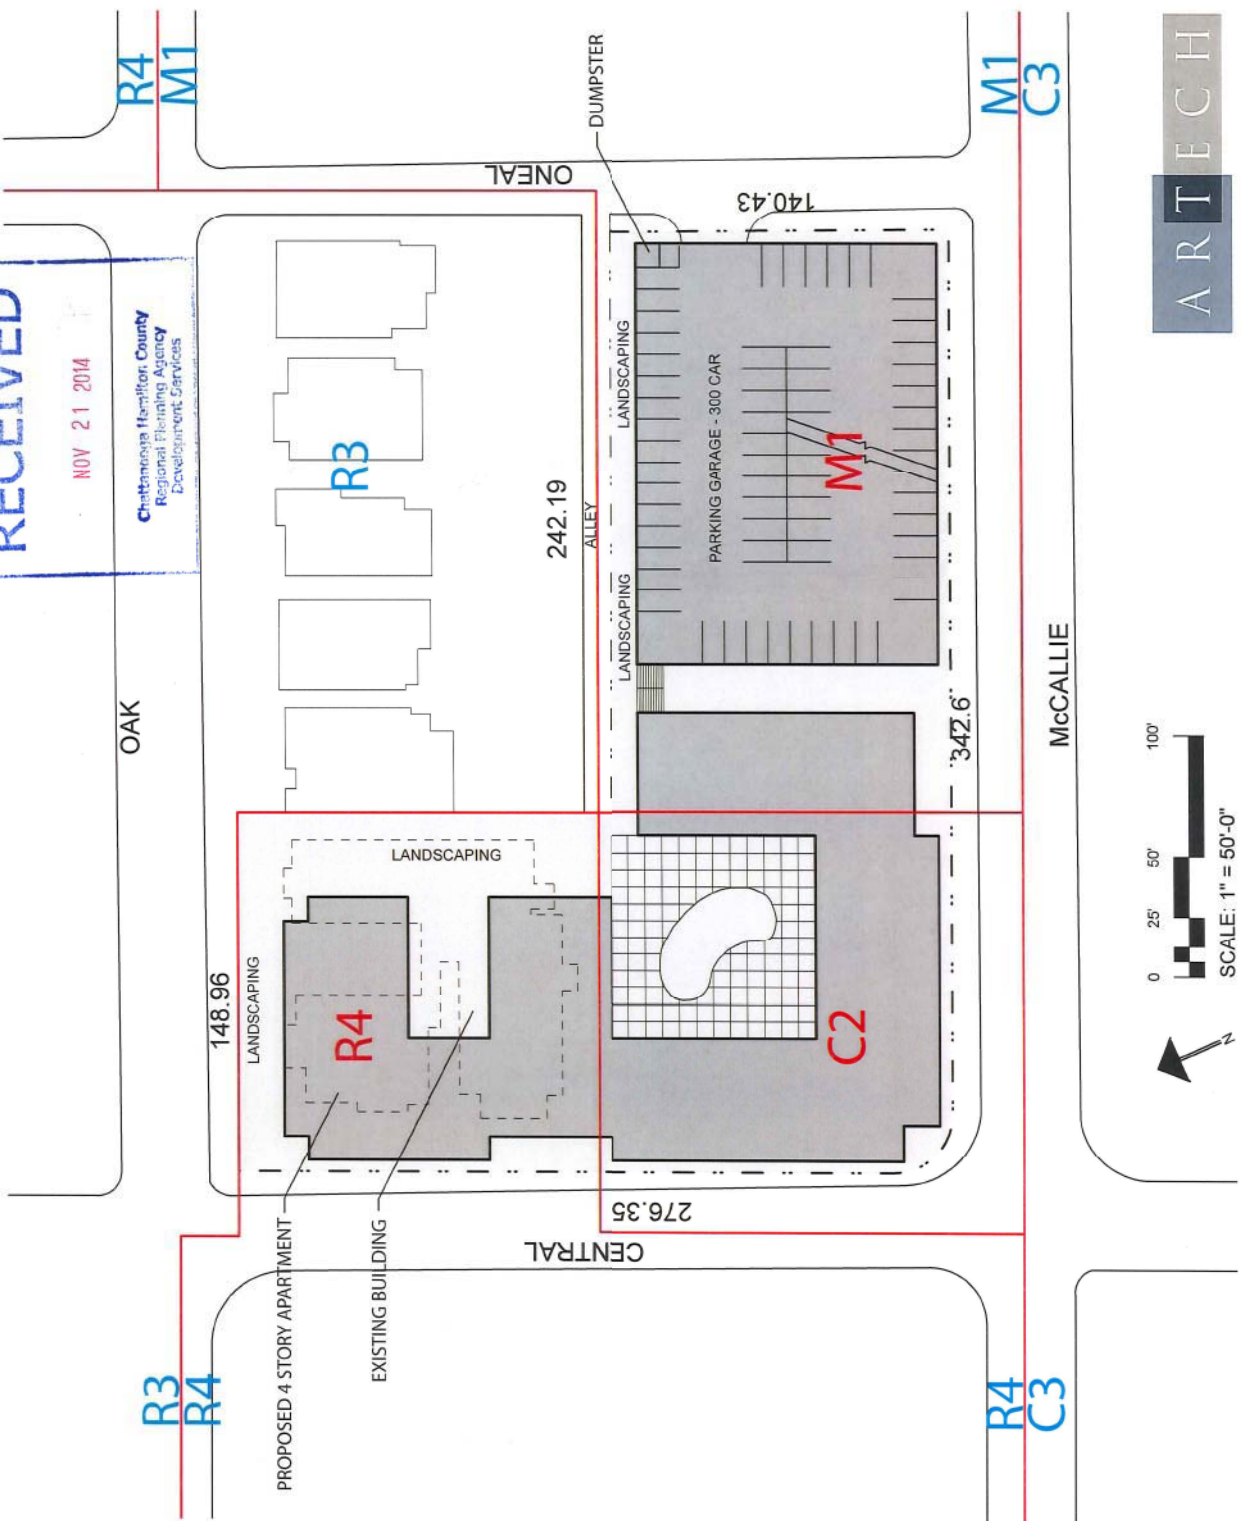 RECEIVED
NOV 21 2014
Chattanooga Hamilton County
Regional Planning Agency
Development Services
R4
M1
M1
C3
R3
R4
R4
C3
OAK
ONEAL
CENTRAL
McCALLIE
DUMPSTER
140.43
242.19
ALLEY
342.6
148.96
276.35
R3
R4
C2
M1
LANDSCAPING
LANDSCAPING
LANDSCAPING
LANDSCAPING
PARKING GARAGE - 300 CAR
PROPOSED 4 STORY APARTMENT
EXISTING BUILDING
0 25' 50' 100'
SCALE: 1" = 50'-0"
N
ARTECH